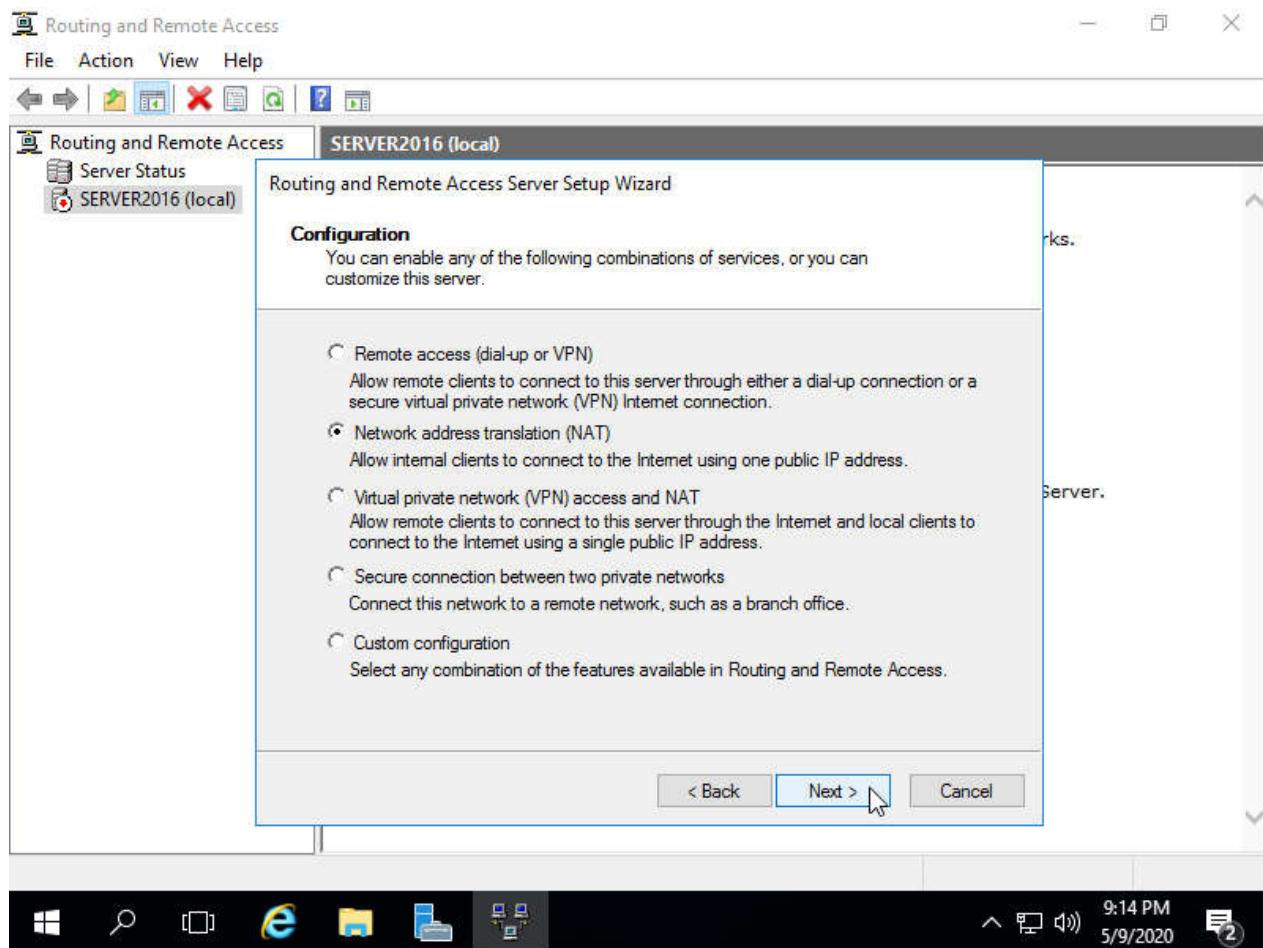 Routing and Remote Access
File Action View Help
Routing and Remote Access
Server Status
SERVER2016 (local)
SERVER2016 (local)
Routing and Remote Access Server Setup Wizard
Configuration
You can enable any of the following combinations of services, or you can
customize this server.
rks.
Remote access (dial-up or VPN)
Allow remote clients to connect to this server through either a dial-up connection or a
secure virtual private network (VPN) Internet connection.
Network address translation (NAT)
Allow internal clients to connect to the Internet using one public IP address.
Virtual private network (VPN) access and NAT
Server.
Allow remote clients to connect to this server through the Internet and local clients to
connect to the Internet using a single public IP address.
Secure connection between two private networks
Connect this network to a remote network, such as a branch office.
Custom configuration
Select any combination of the features available in Routing and Remote Access.
< Back Next > Cancel
9:14 PM
5/9/2020
2